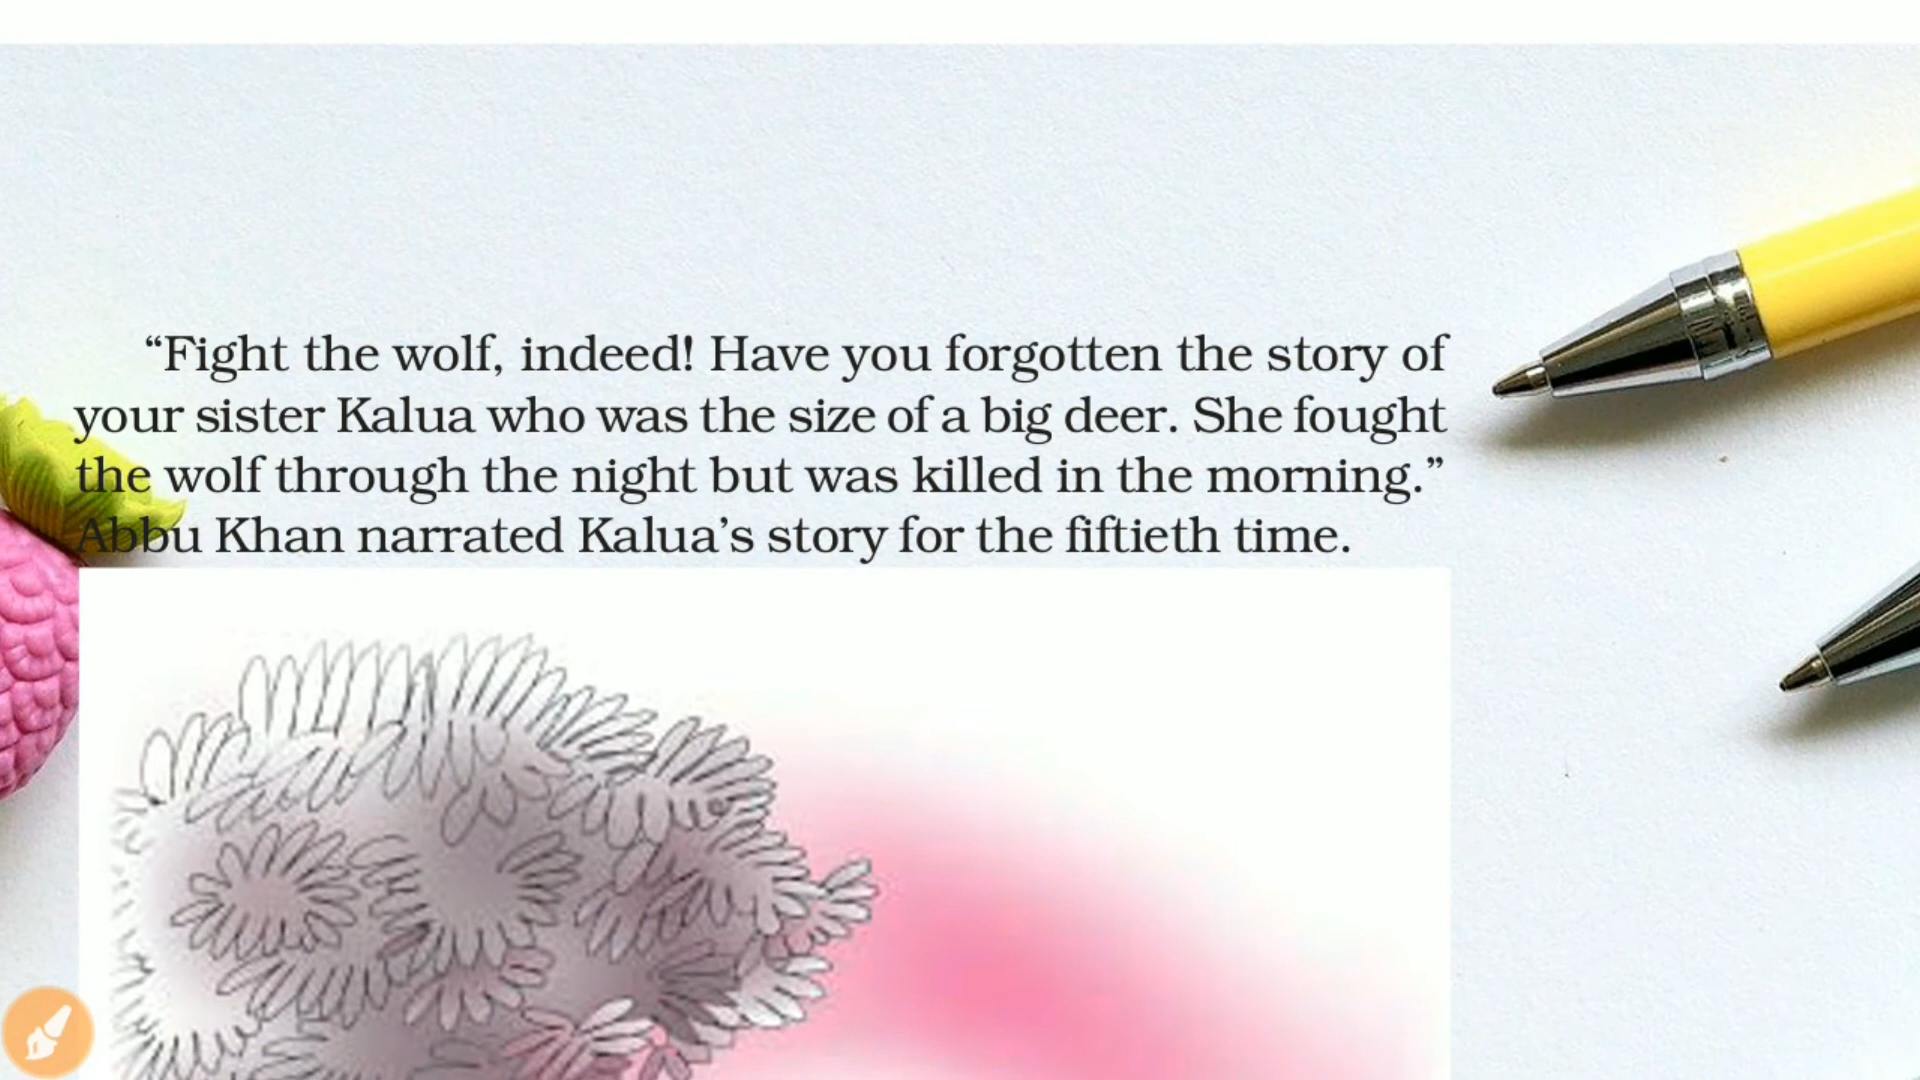 “Fight the wolf, indeed! Have you forgotten the story of
your sister Kalua who was the size of a big deer. She fought
the wolf through the night but was killed in the morning.”
Abbu Khan narrated Kalua’s story for the fiftieth time.